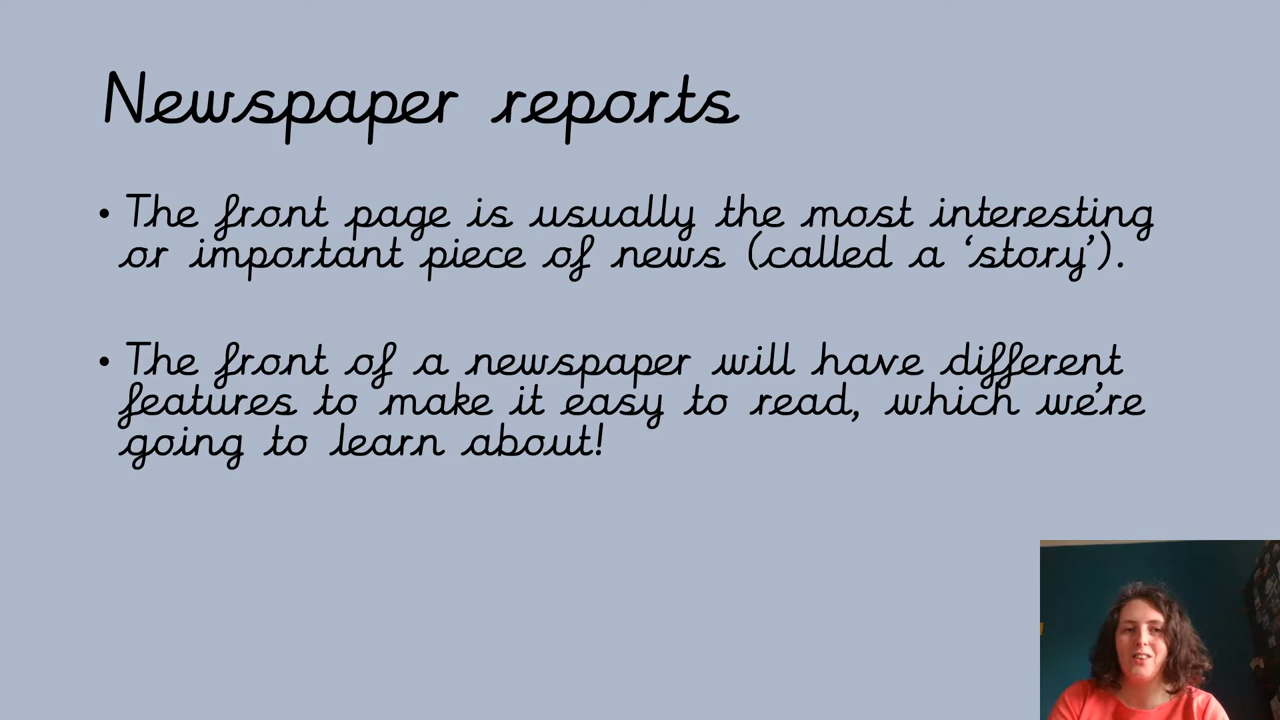 Newspaper reports
• The front page is usually the most interesting
or important piece of news (called a ‘story’).
• The front of a newspaper will have different
features to make it easy to read, which we’re
going to learn about!